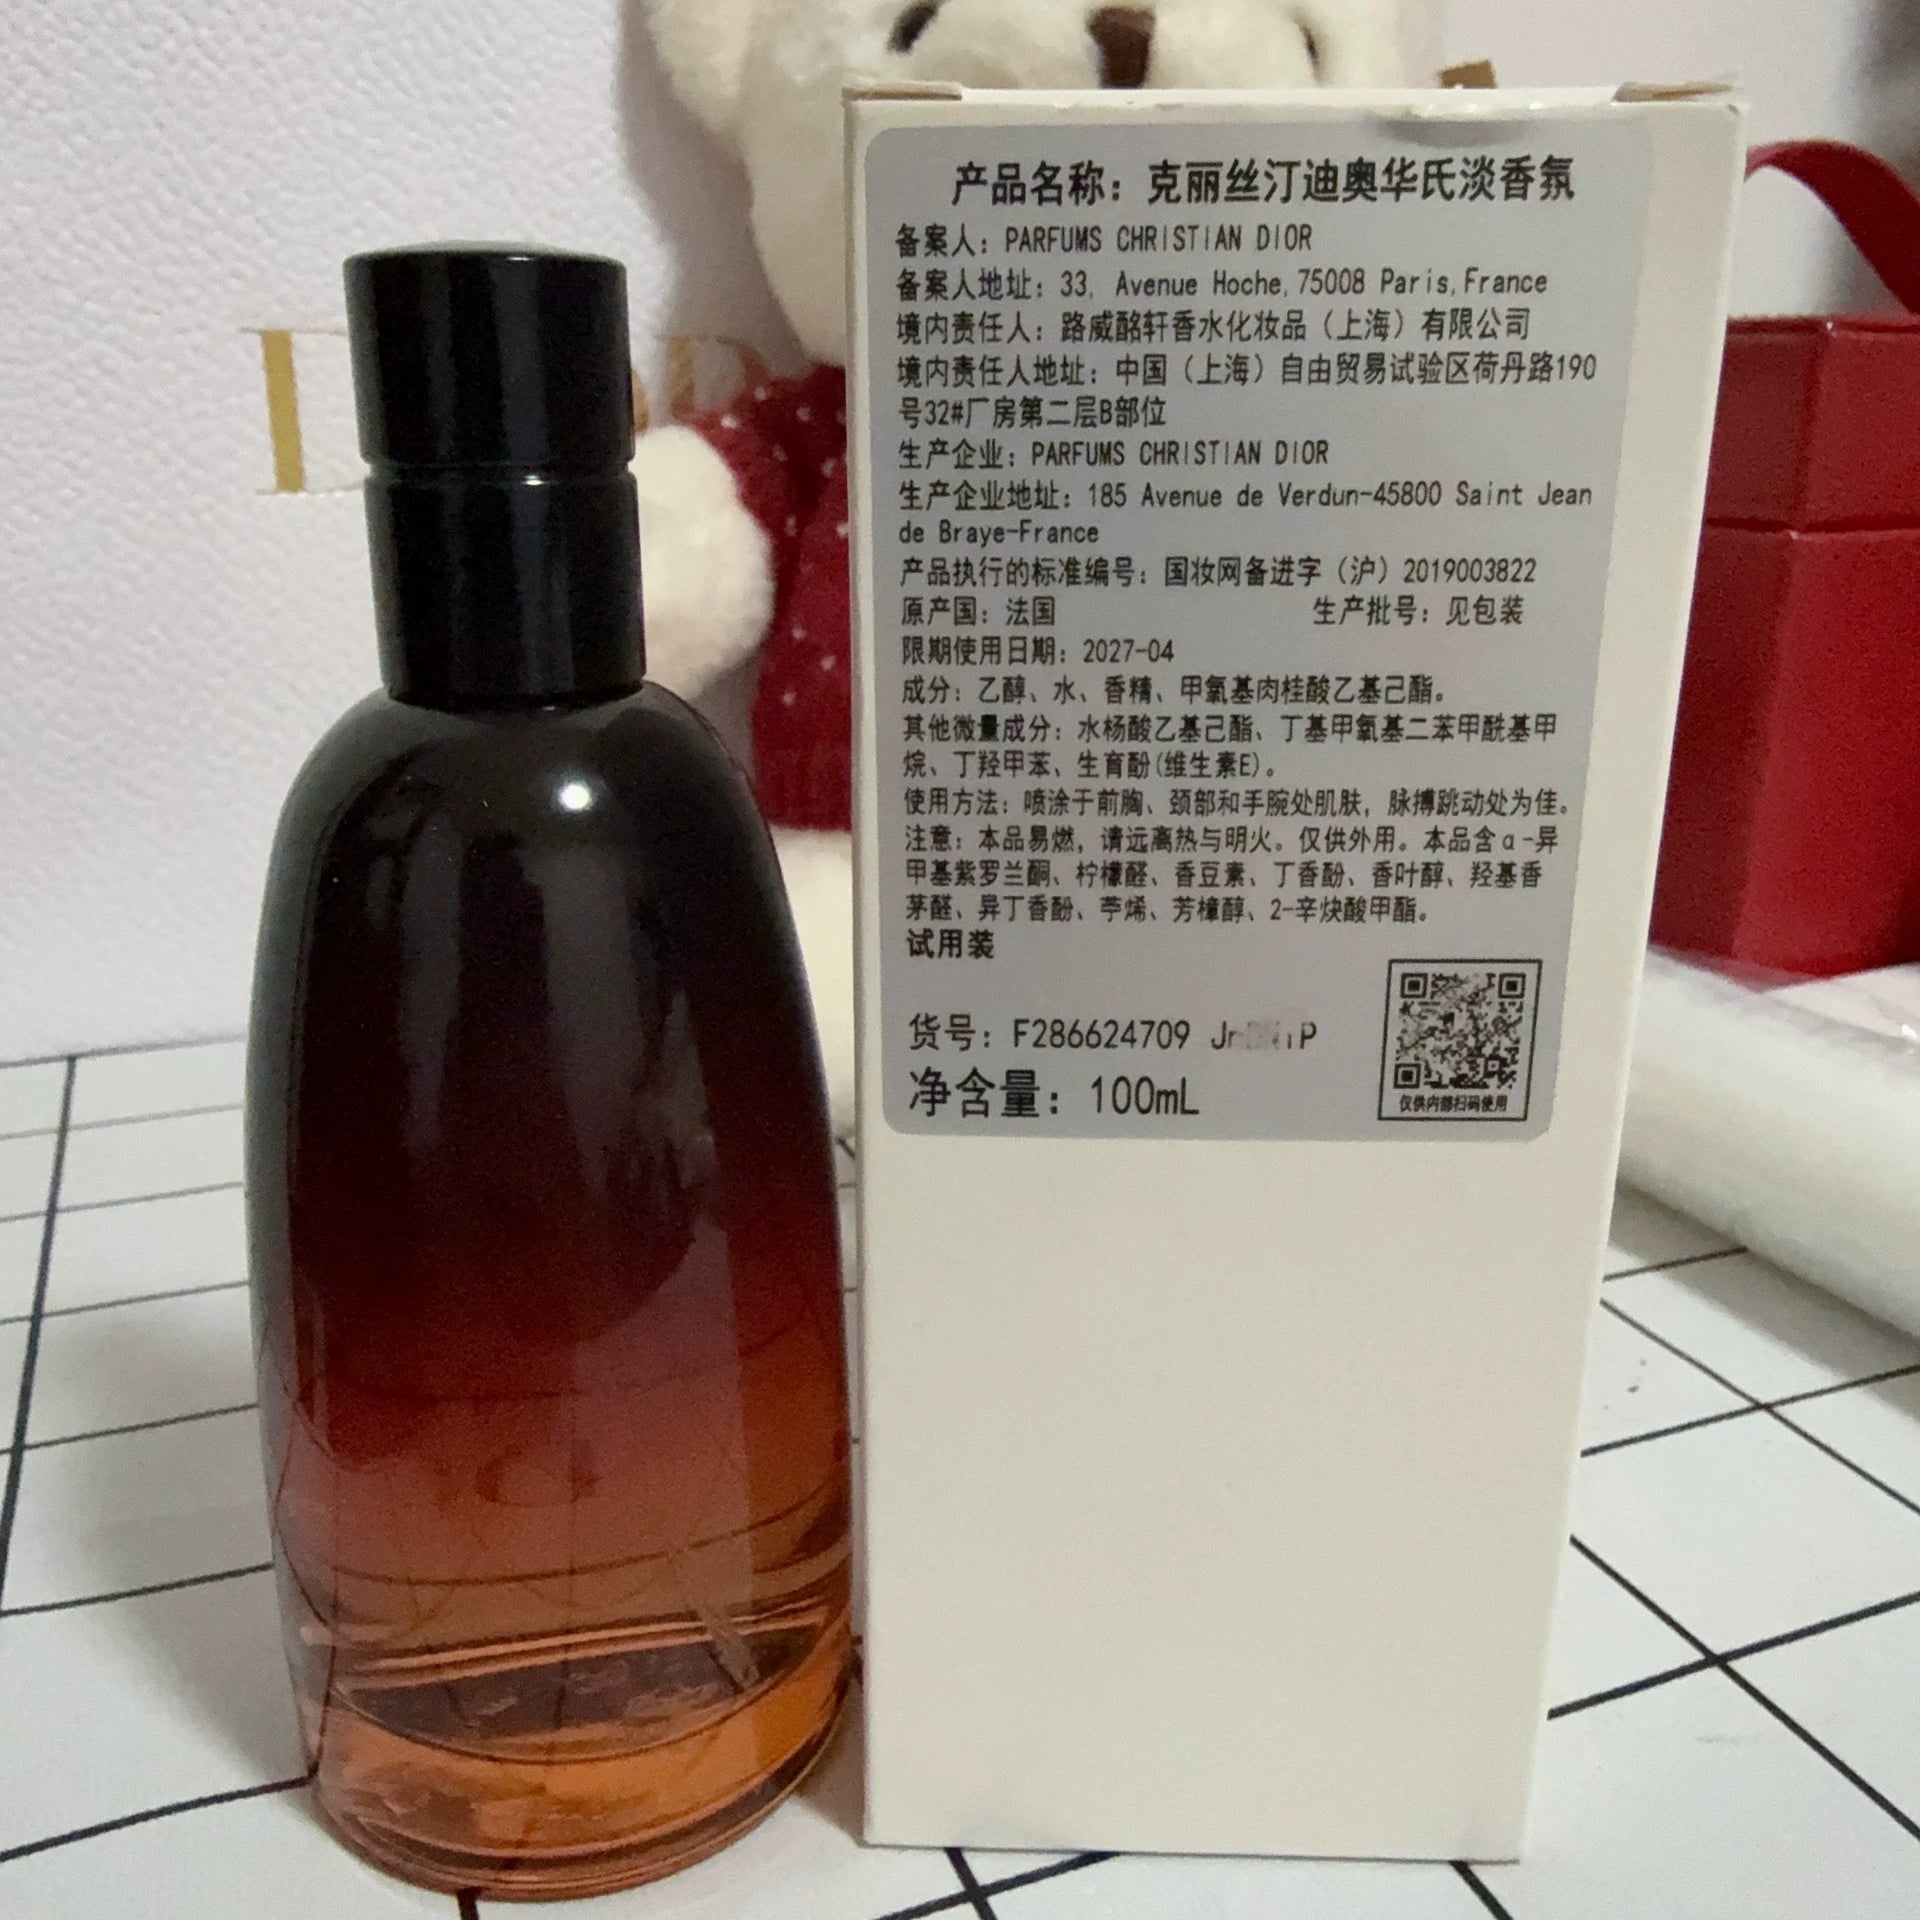 产品名称：克丽丝汀迪奥华氏淡香氛
备案人：PARFUMS CHRISTIAN DIOR
备案人地址：33, Avenue Hoche,75008 Paris,France
境内责任人：路威酩轩香水化妆品（上海）有限公司
境内责任人地址：中国（上海）自由贸易试验区荷丹路190
号32#厂房第二层B部位
生产企业：PARFUMS CHRISTIAN DIOR
生产企业地址：185 Avenue de Verdun-45800 Saint Jean
de Braye-France
产品执行的标准编号：国妆网备进字（沪）2019003822
原产国：法国 生产批号：见包装
限期使用日期：2027-04
成分：乙醇、水、香精、甲氧基肉桂酸乙基己酯。
其他微量成分：水杨酸乙基己酯、丁基甲氧基二苯甲酰基甲
烷、丁羟甲苯、生育酚(维生素E)。
使用方法：喷涂于前胸、颈部和手腕处肌肤，脉搏跳动处为佳。
注意：本品易燃，请远离热与明火。仅供外用。本品含α-异
甲基紫罗兰酮、柠檬醛、香豆素、丁香酚、香叶醇、羟基香
茅醛、异丁香酚、苧烯、芳樟醇、2-辛炔酸甲酯。
试用装
货号：F286624709
净含量：100mL
仅供内部扫码使用